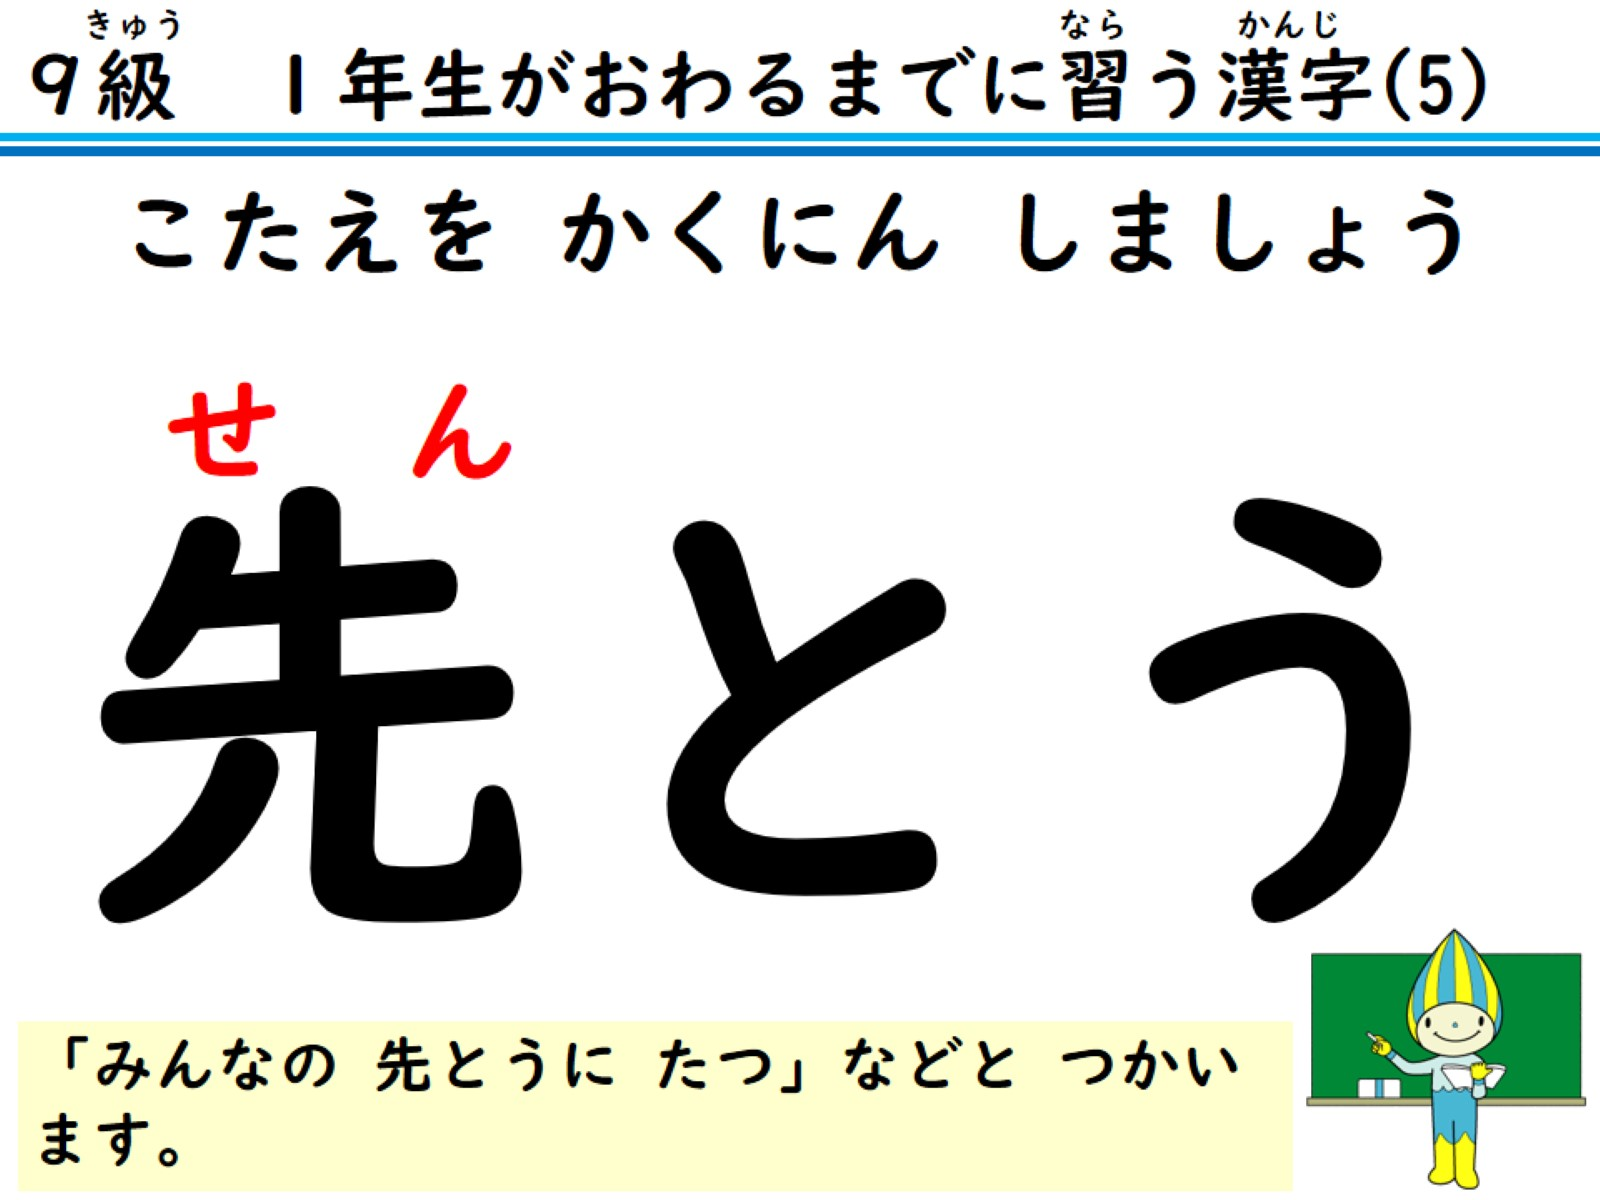 きゅう なら かんじ
9級 1年生がおわるまでに習う漢字(5)
こたえを かくにん しましょう
せん
先とう
「みんなの 先とうに たつ」などと つかい
ます。